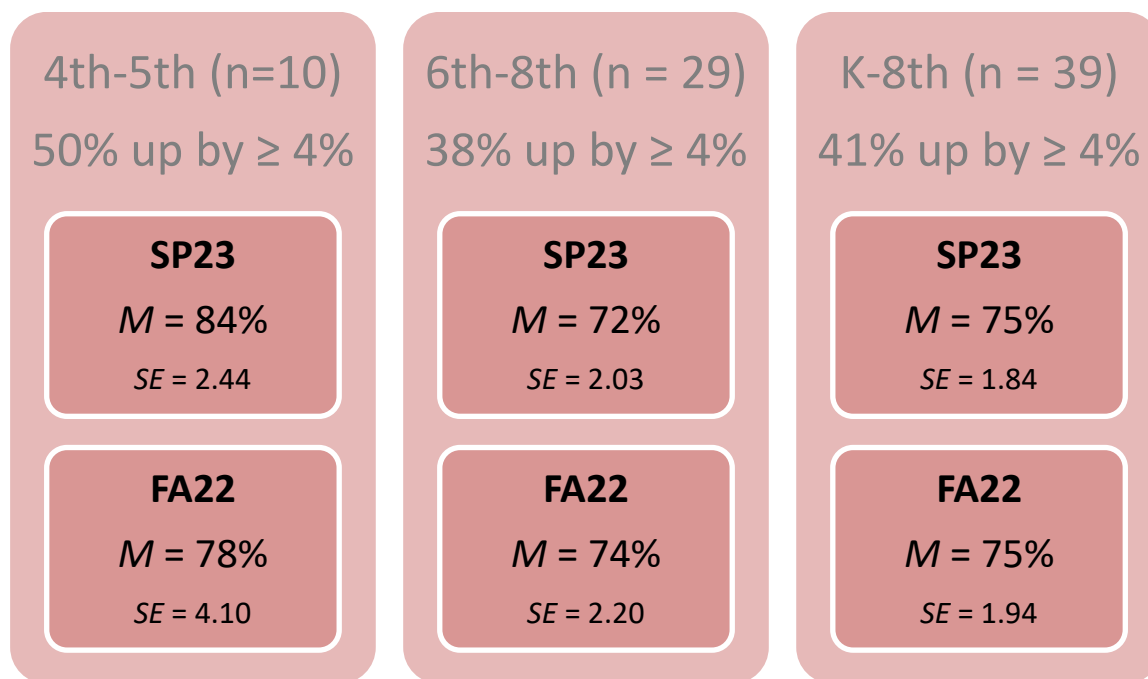 4th-5th (n=10)
50% up by ≥ 4%
SP23
M = 84%
SE = 2.44
FA22
M = 78%
SE = 4.10
6th-8th (n = 29)
38% up by ≥ 4%
SP23
M = 72%
SE = 2.03
FA22
M = 74%
SE = 2.20
K-8th (n = 39)
41% up by ≥ 4%
SP23
M = 75%
SE = 1.84
FA22
M = 75%
SE = 1.94